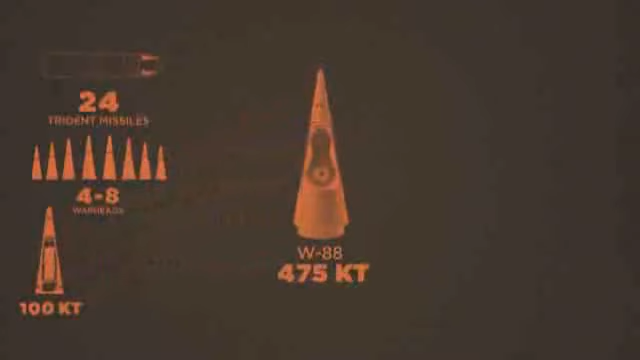 24
TRIDENT MISSILES
4-8
WARHEADS
100 KT
W-88
475 KT